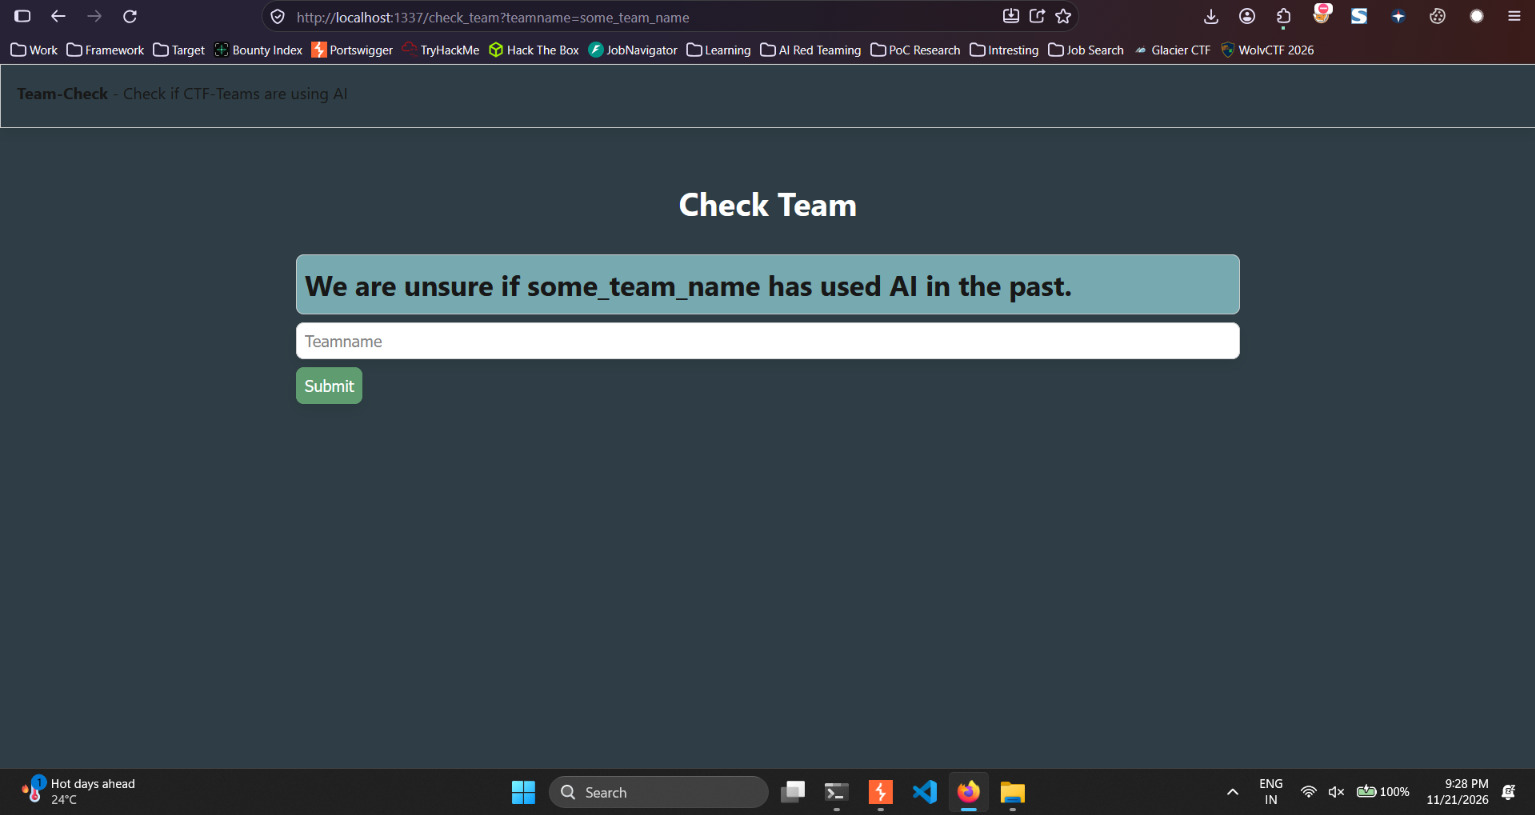 http://localhost:1337/check_team?teamname=some_team_name
Work Framework Target Bounty Index Portswigger TryHackMe Hack The Box JobNavigator Learning AI Red Teaming PoC Research Intresting Job Search Glacier CTF WolvCTF 2026
Team-Check - Check if CTF-Teams are using AI
Check Team
We are unsure if some_team_name has used AI in the past.
Teamname
Submit
1 Hot days ahead
24°C
Search
ENG
IN
100%
9:28 PM
11/21/2026